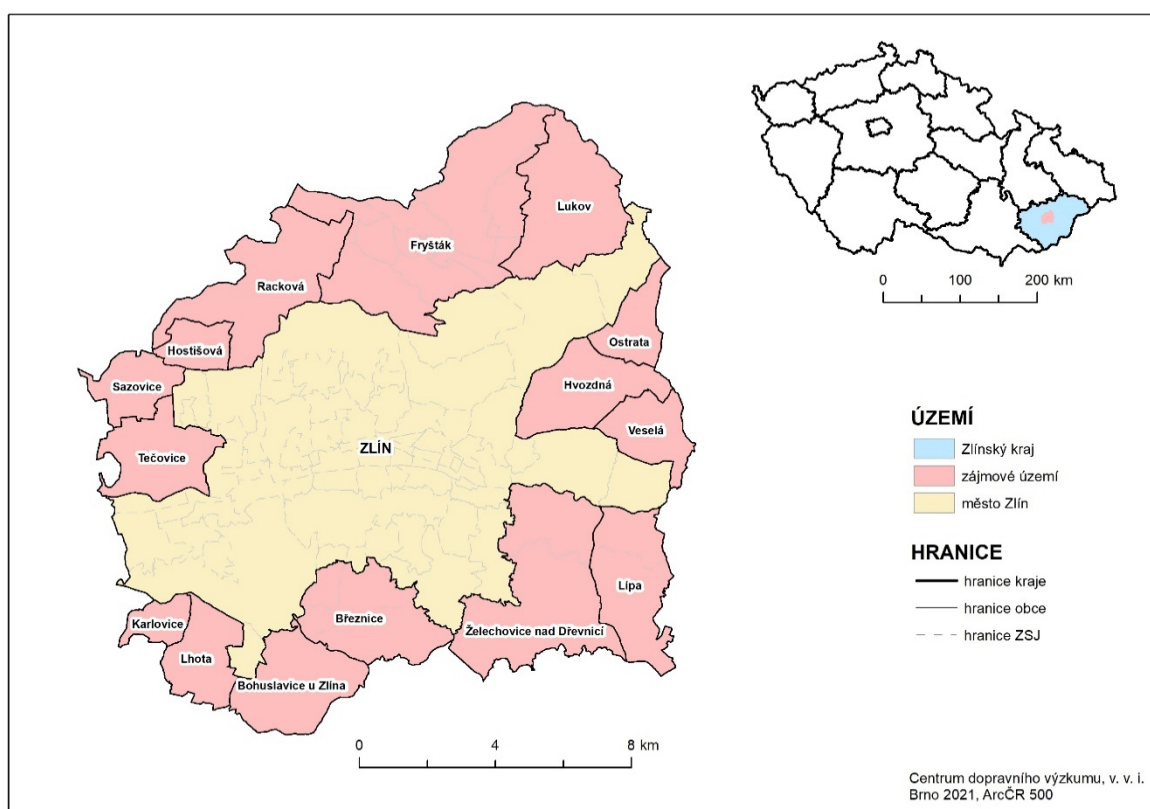 Lukov
Fryšták
Racková
Hostišová
Ostrata
Sazovice
Hvozdná
Veselá
ZLÍN
Tečovice
Lípa
Březnice
Karlovice
Želechovice nad Dřevnicí
Lhota
Bohuslavice u Zlína
0 4 8 km
0 100 200 km
ÚZEMÍ
Zlínský kraj
zájmové území
město Zlín
HRANICE
hranice kraje
hranice obce
hranice ZSJ
Centrum dopravního výzkumu, v. v. i.
Brno 2021, ArcČR 500